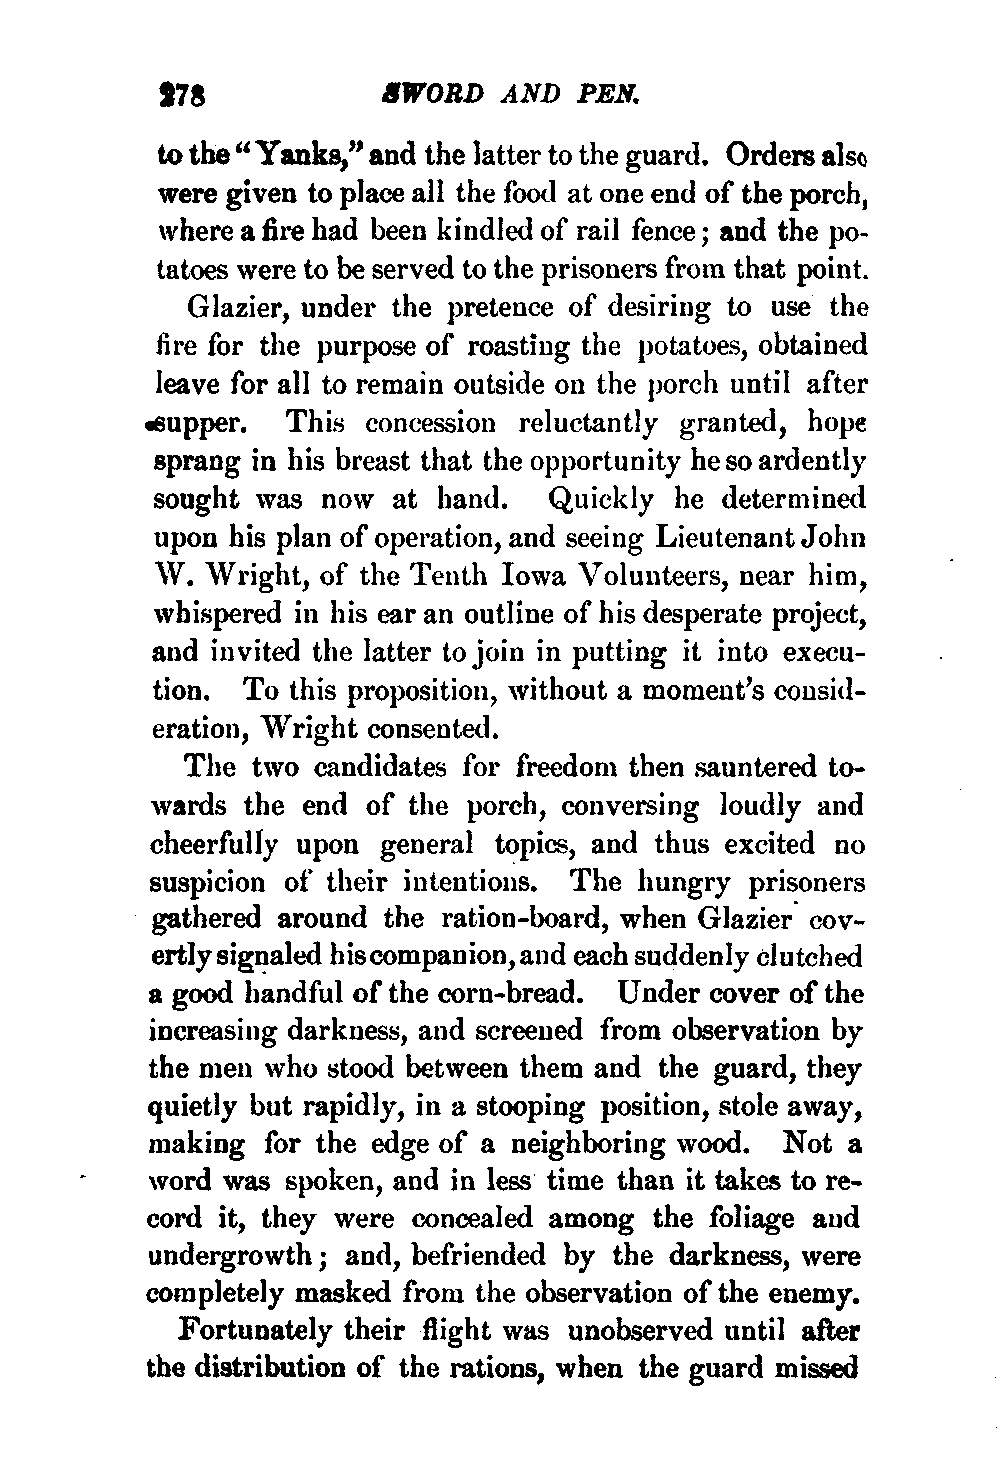 278 SWORD AND PEN.
to the "Yanks," and the latter to the guard. Orders also
were given to place all the food at one end of the porch,
where a fire had been kindled of rail fence; and the po-
tatoes were to be served to the prisoners from that point.
Glazier, under the pretence of desiring to use the
fire for the purpose of roasting the potatoes, obtained
leave for all to remain outside on the porch until after
supper. This concession reluctantly granted, hope
sprang in his breast that the opportunity he so ardently
sought was now at hand. Quickly he determined
upon his plan of operation, and seeing Lieutenant John
W. Wright, of the Tenth Iowa Volunteers, near him,
whispered in his ear an outline of his desperate project,
and invited the latter to join in putting it into execu-
tion. To this proposition, without a moment's consid-
eration, Wright consented.
The two candidates for freedom then sauntered to-
wards the end of the porch, conversing loudly and
cheerfully upon general topics, and thus excited no
suspicion of their intentions. The hungry prisoners
gathered around the ration-board, when Glazier cov-
ertly signaled his companion, and each suddenly clutched
a good handful of the corn-bread. Under cover of the
increasing darkness, and screened from observation by
the men who stood between them and the guard, they
quietly but rapidly, in a stooping position, stole away,
making for the edge of a neighboring wood. Not a
word was spoken, and in less time than it takes to re-
cord it, they were concealed among the foliage and
undergrowth; and, befriended by the darkness, were
completely masked from the observation of the enemy.
Fortunately their flight was unobserved until after
the distribution of the rations, when the guard missed